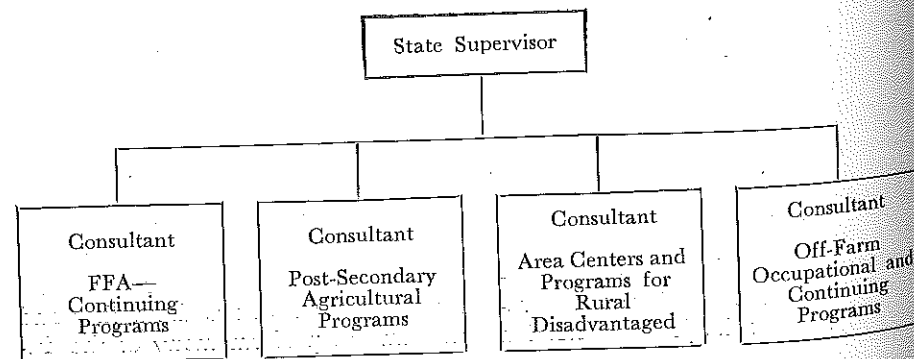 State Supervisor
Consultant
FFA—
Continuing
Programs
Consultant
Post-Secondary
Agricultural
Programs
Consultant
Area Centers and
Programs for
Rural
Disadvantaged
Consultant
Off-Farm
Occupational and
Continuing
Programs